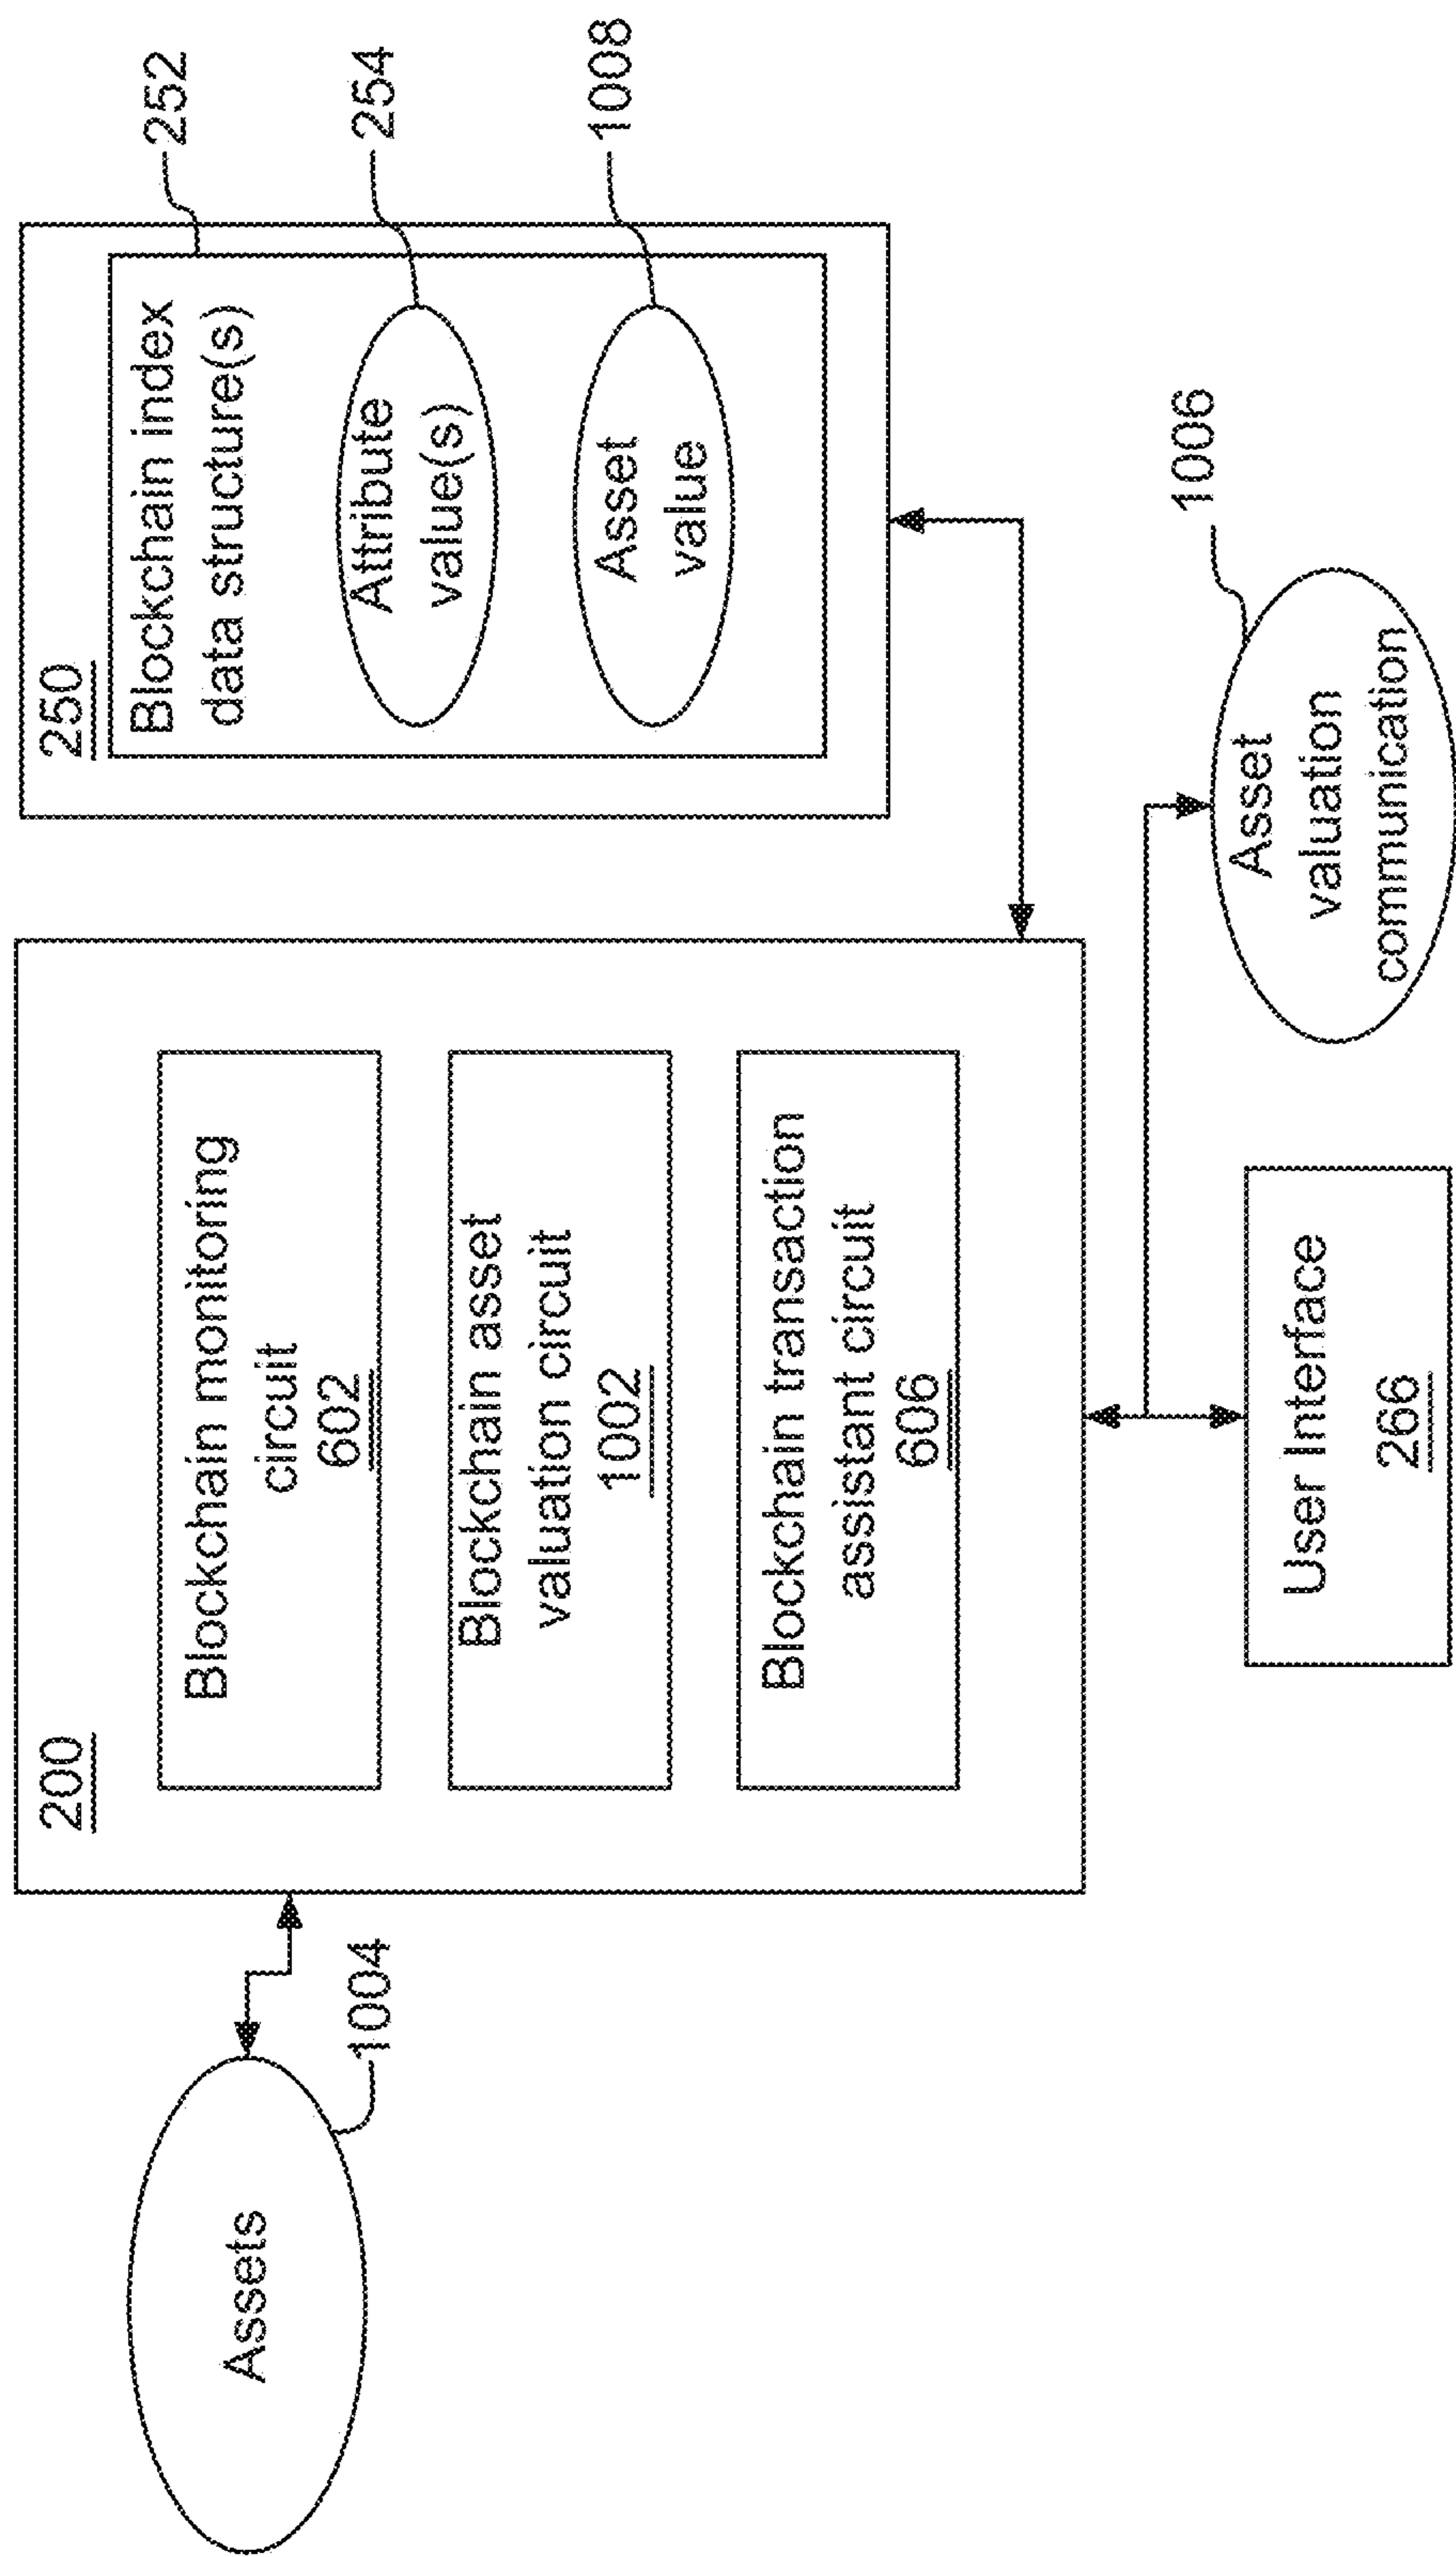 200
Blockchain monitoring
circuit
602
Blockchain asset
valuation circuit
1002
Blockchain transaction
assistant circuit
606
250
Blockchain index
data structure(s)
Attribute
value(s)
Asset
value
252
254
1008
Assets
1004
User Interface
266
Asset
valuation
communication
1006